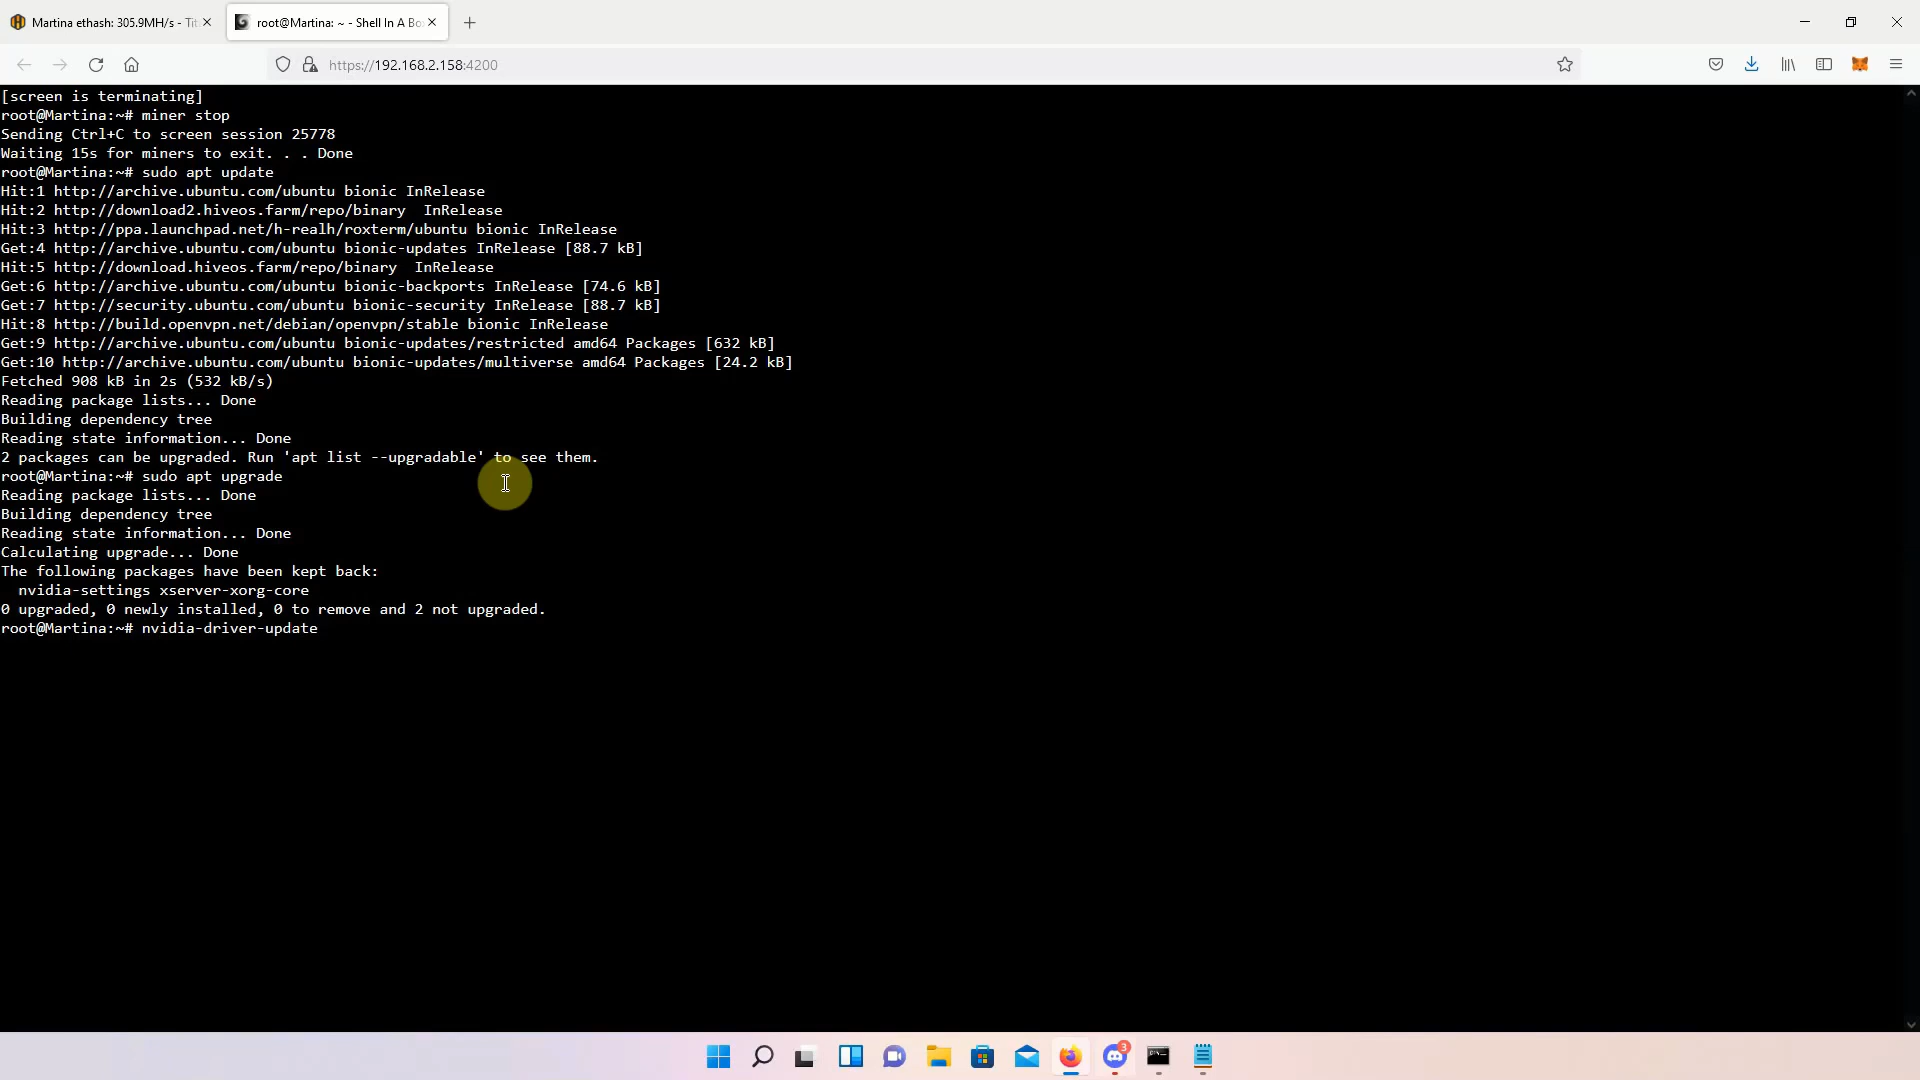 Martina ethash: 305.9MH/s - Tit
root@Martina: ~ - Shell In A Bo
https://192.168.2.158:4200
[screen is terminating]
root@Martina:~# miner stop
Sending Ctrl+C to screen session 25778
Waiting 15s for miners to exit. . . Done
root@Martina:~# sudo apt update
Hit:1 http://archive.ubuntu.com/ubuntu bionic InRelease
Hit:2 http://download2.hiveos.farm/repo/binary  InRelease
Hit:3 http://ppa.launchpad.net/h-realh/roxterm/ubuntu bionic InRelease
Get:4 http://archive.ubuntu.com/ubuntu bionic-updates InRelease [88.7 kB]
Hit:5 http://download.hiveos.farm/repo/binary  InRelease
Get:6 http://archive.ubuntu.com/ubuntu bionic-backports InRelease [74.6 kB]
Get:7 http://security.ubuntu.com/ubuntu bionic-security InRelease [88.7 kB]
Hit:8 http://build.openvpn.net/debian/openvpn/stable bionic InRelease
Get:9 http://archive.ubuntu.com/ubuntu bionic-updates/restricted amd64 Packages [632 kB]
Get:10 http://archive.ubuntu.com/ubuntu bionic-updates/multiverse amd64 Packages [24.2 kB]
Fetched 908 kB in 2s (532 kB/s)
Reading package lists... Done
Building dependency tree
Reading state information... Done
2 packages can be upgraded. Run 'apt list --upgradable' to see them.
root@Martina:~# sudo apt upgrade
Reading package lists... Done
Building dependency tree
Reading state information... Done
Calculating upgrade... Done
The following packages have been kept back:
  nvidia-settings xserver-xorg-core
0 upgraded, 0 newly installed, 0 to remove and 2 not upgraded.
root@Martina:~# nvidia-driver-update
3